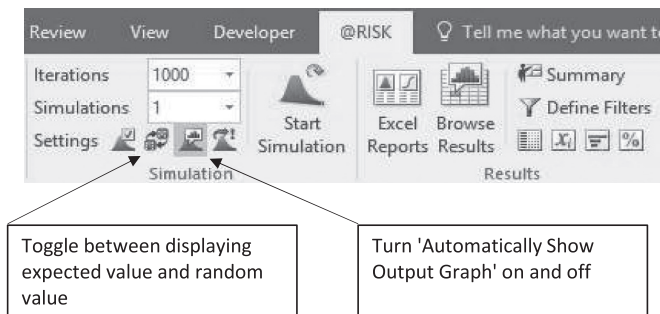 Review View Developer @RISK Tell me what you want to
Iterations 1000
Simulations 1
Settings
Start
Simulation
Simulation
Excel
Reports
Browse
Results
Summary
Define Filters
Results
Toggle between displaying
expected value and random
value
Turn 'Automatically Show
Output Graph' on and off